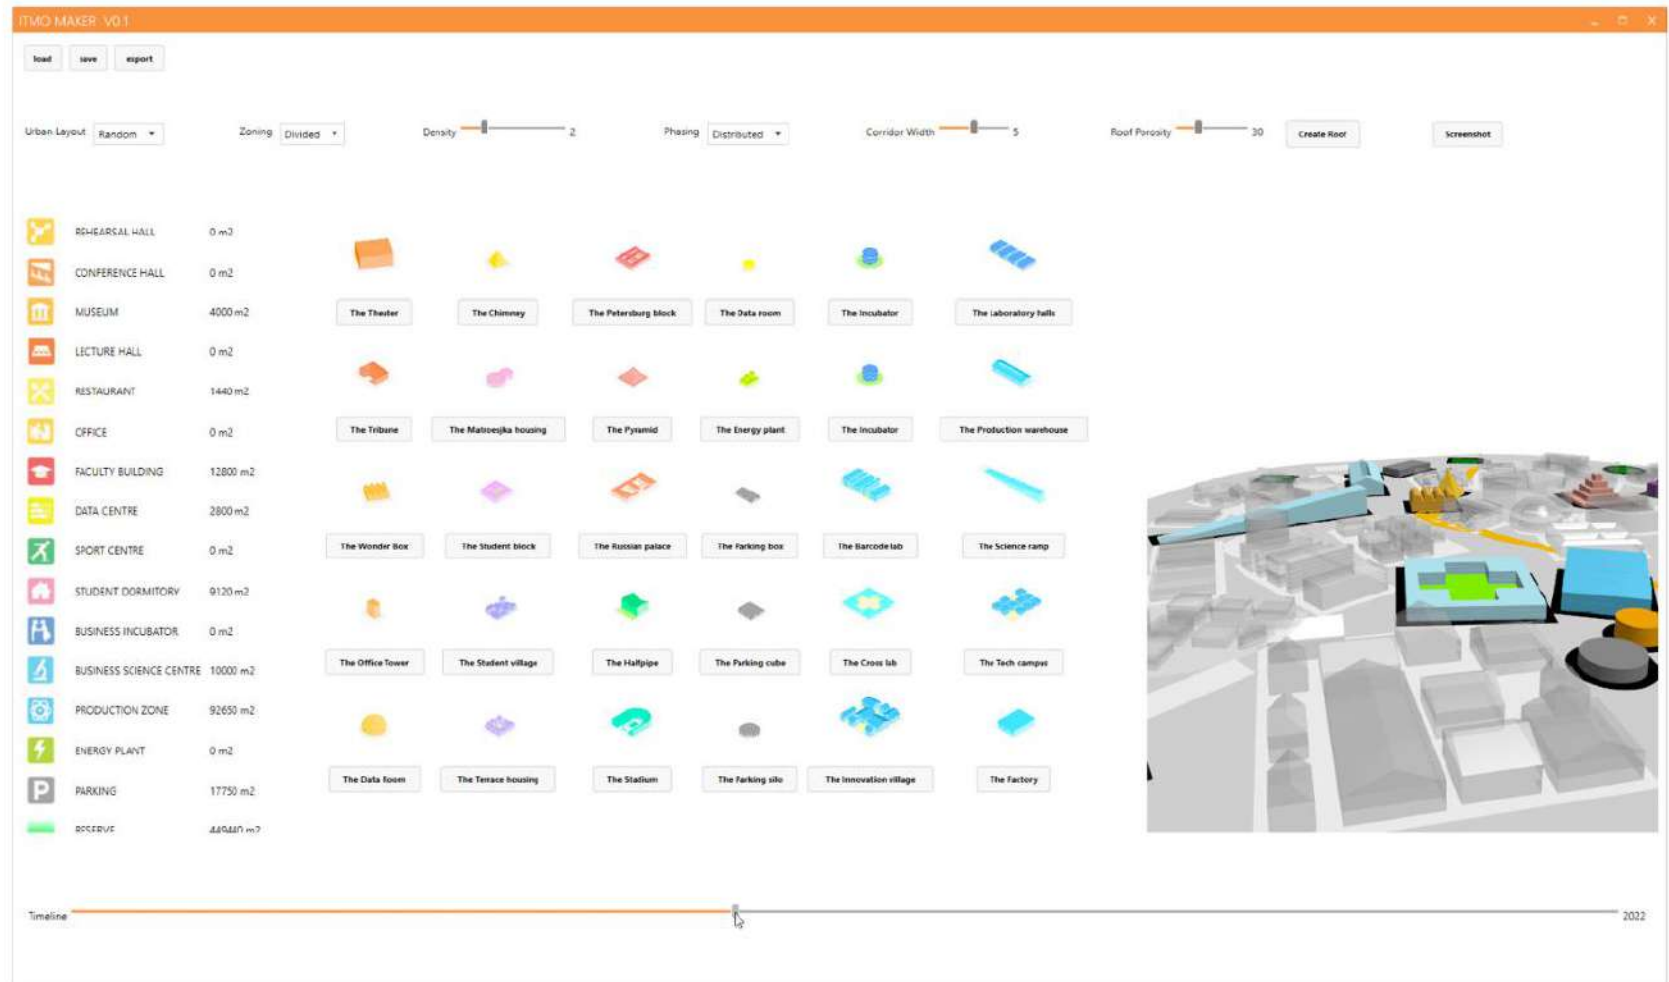 ITMO MAKER V0.1
load save export
Urban Layout Random Zoning Divided Density 2 Phasing Distributed Corridor Width 5 Roof Porosity 30 Create Roof Screenshot
REHEARSAL HALL 0 m2
CONFERENCE HALL 0 m2
MUSEUM 4000 m2
LECTURE HALL 0 m2
RESTAURANT 1440 m2
OFFICE 0 m2
FACULTY BUILDING 12800 m2
DATA CENTRE 2800 m2
SPORT CENTRE 0 m2
STUDENT DORMITORY 9120 m2
BUSINESS INCUBATOR 0 m2
BUSINESS SCIENCE CENTRE 10000 m2
PRODUCTION ZONE 92650 m2
ENERGY PLANT 0 m2
P PARKING 17750 m2
RESERVE 449440 m2
The Theater The Chimney The Petersburg block The Data room The Incubator The Laboratory halls
The Tribune The Matroesjka housing The Pyramid The Energy plant The Incubator The Production warehouse
The Wonder Box The Student block The Russian palace The Parking box The Barcode lab The Science ramp
The Office Tower The Student village The Halfpipe The Parking cube The Cross lab The Tech campus
The Data Room The Terrace housing The Stadium The Parking silo The Innovation village The Factory
Timeline 2022